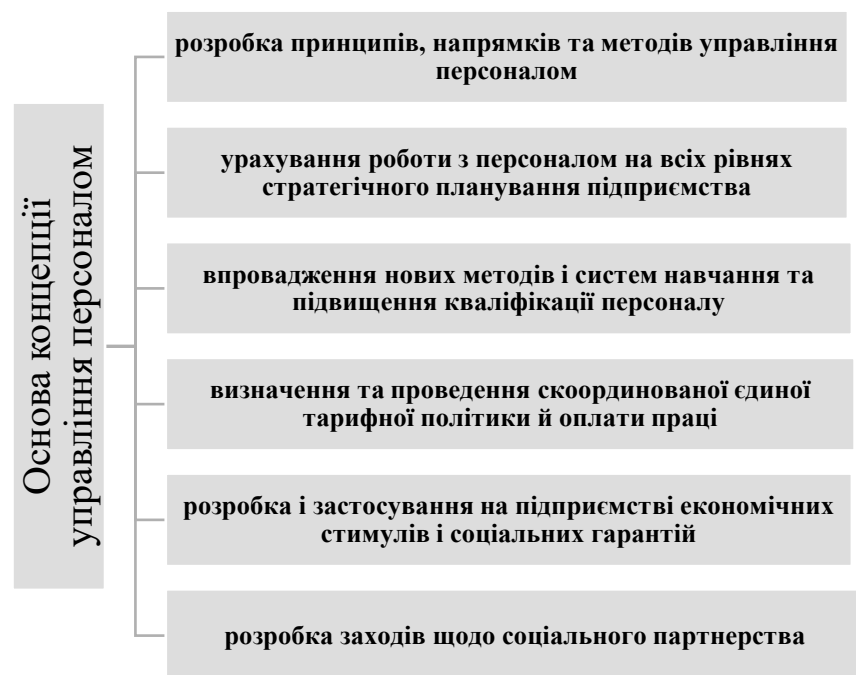 Основа концепції
управління персоналом
розробка принципів, напрямків та методів управління
персоналом
урахування роботи з персоналом на всіх рівнях
стратегічного планування підприємства
впровадження нових методів і систем навчання та
підвищення кваліфікації персоналу
визначення та проведення скоординованої єдиної
тарифної політики й оплати праці
розробка і застосування на підприємстві економічних
стимулів і соціальних гарантій
розробка заходів щодо соціального партнерства